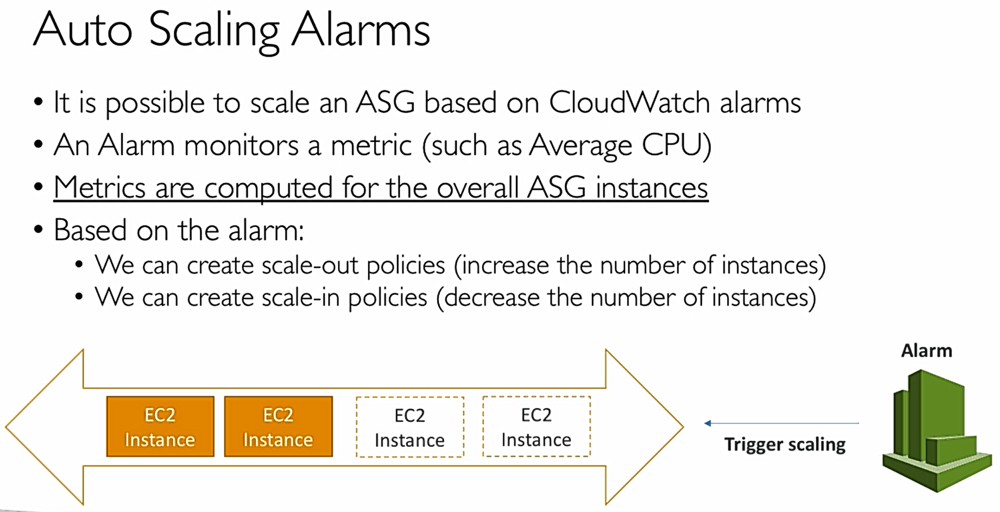 Auto Scaling Alarms
• It is possible to scale an ASG based on CloudWatch alarms
• An Alarm monitors a metric (such as Average CPU)
• Metrics are computed for the overall ASG instances
• Based on the alarm:
• We can create scale-out policies (increase the number of instances)
• We can create scale-in policies (decrease the number of instances)
Alarm
EC2
Instance
EC2
Instance
EC2
Instance
EC2
Instance
Trigger scaling